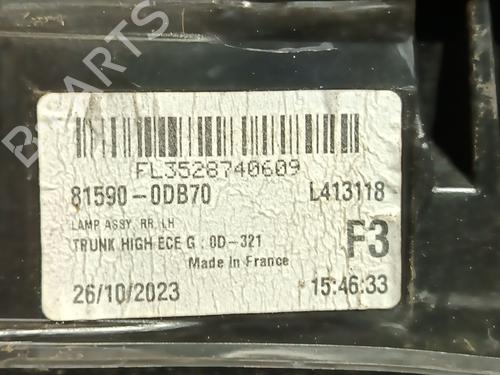 FL3528740609
81590-0DB70 L413118
LAMP ASSY, RR, LH
TRUNK HIGH ECE G : 0D-321 F3
Made in France
26/10/2023 15:46:33
B PARTS